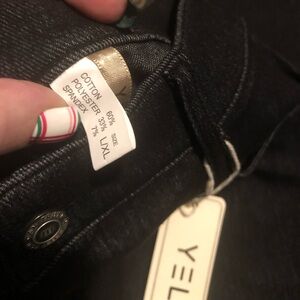 COTTON 60%
POLYESTER 33%
SPANDEX 7%
SIZE
L/XL
YEL